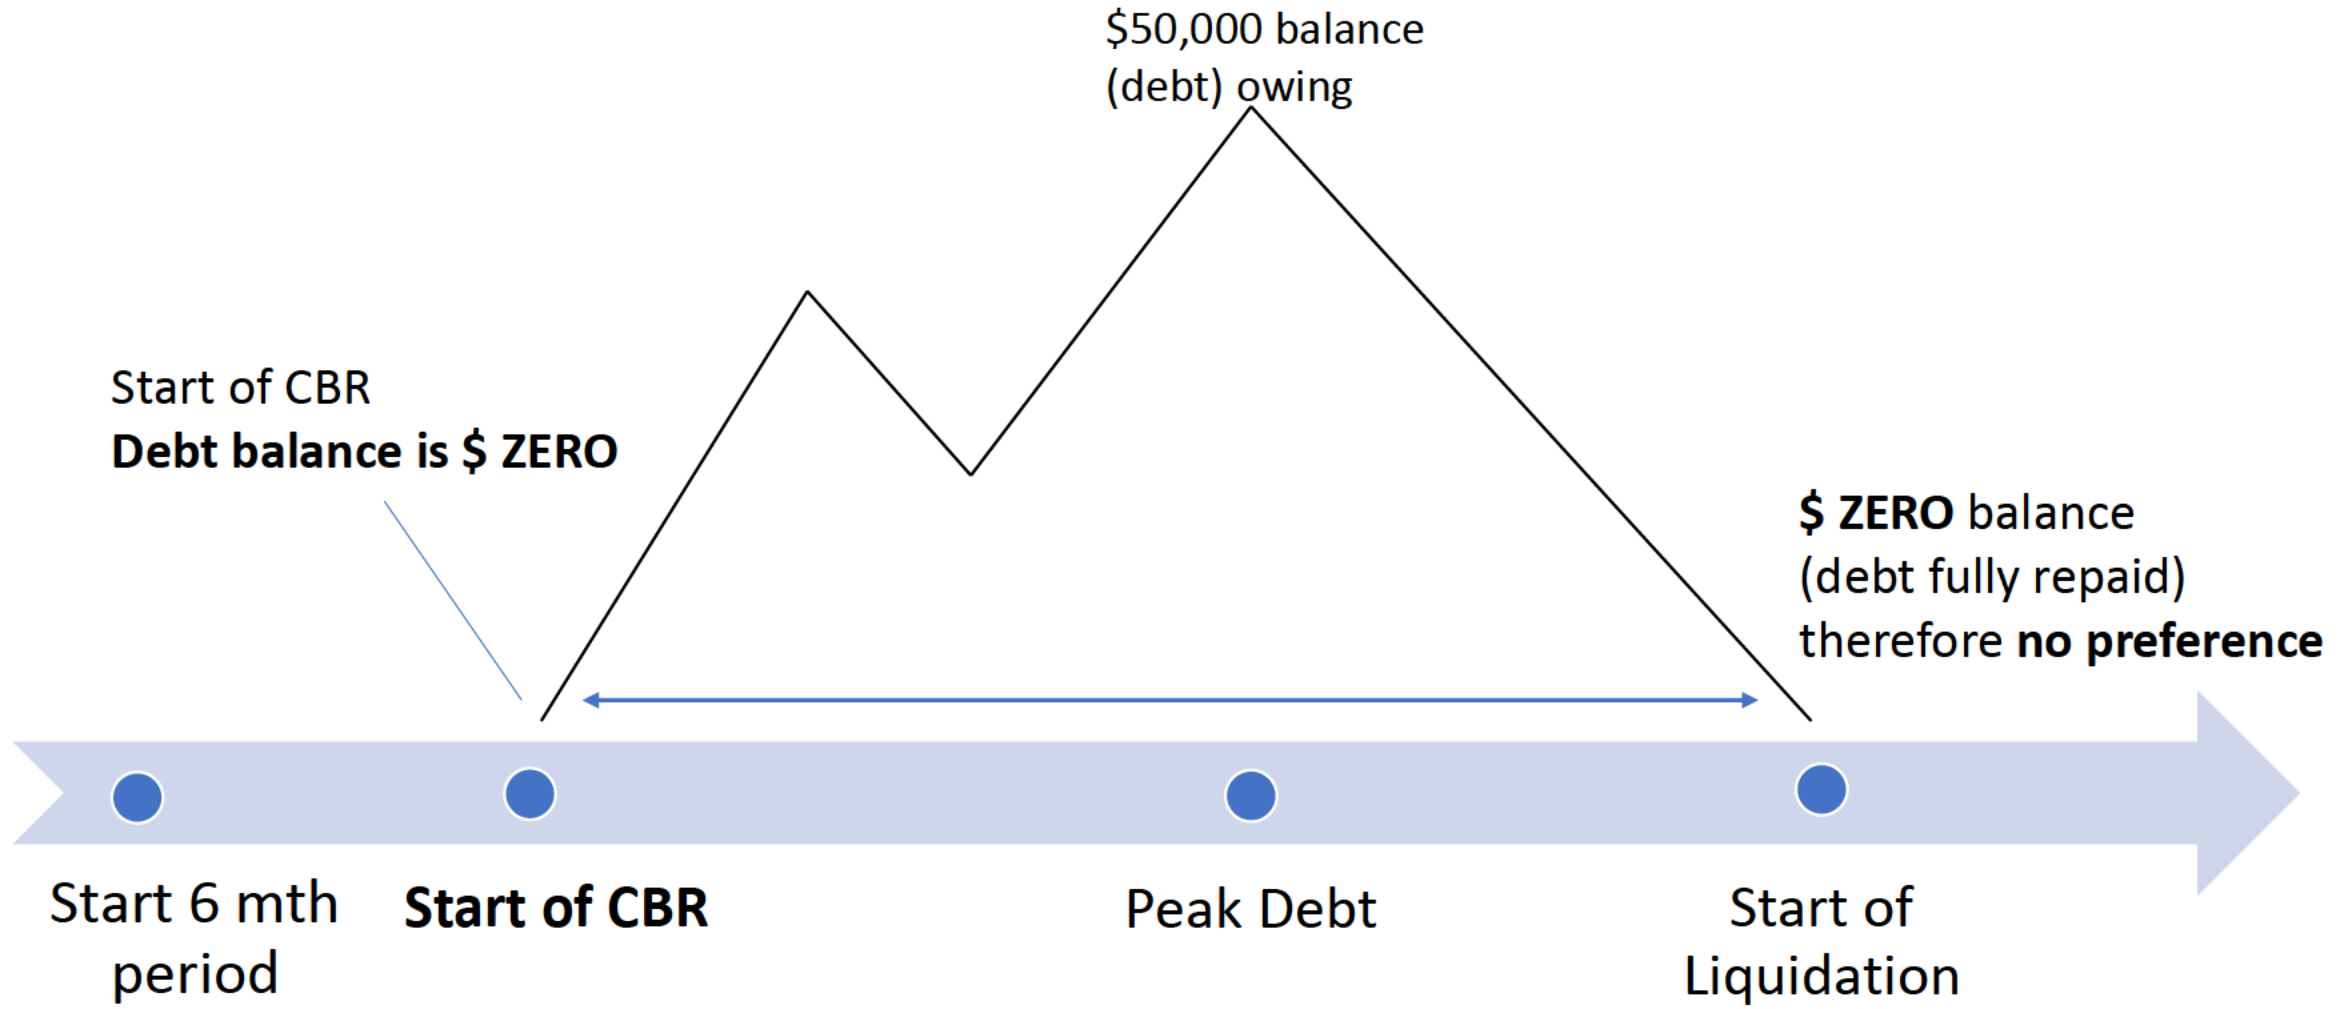 $50,000 balance
(debt) owing
Start of CBR
Debt balance is $ ZERO
$ ZERO balance
(debt fully repaid)
therefore no preference
Start 6 mth
period
Start of CBR
Peak Debt
Start of
Liquidation